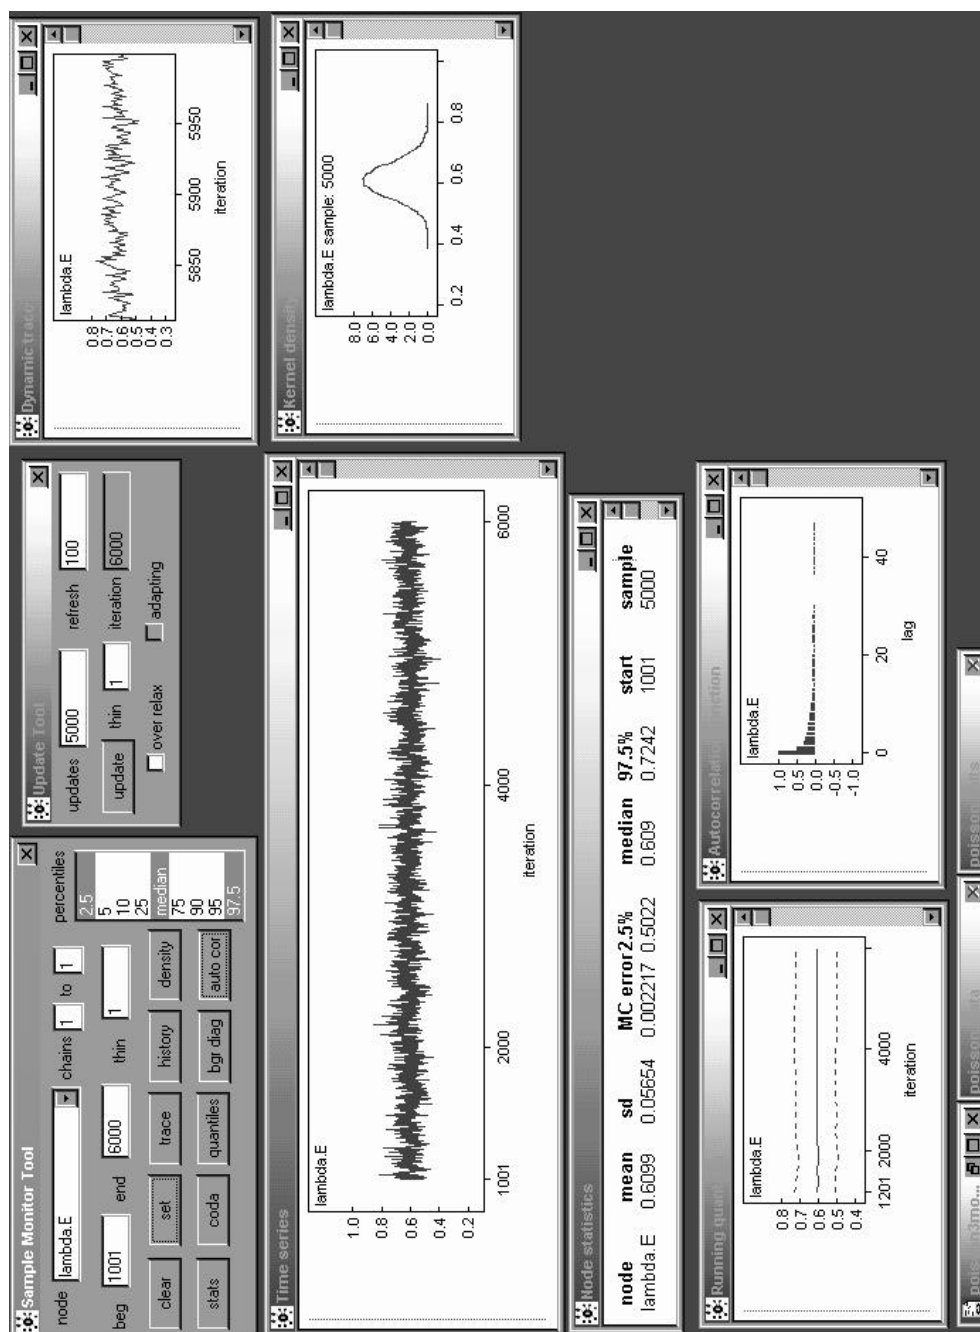 Sample Monitor Tool
node lambda.E chains 1 to 1 percentiles
beg 1001 end 6000 thin 1
2.5
5
10
25
median
75
90
95
97.5
clear set trace history density
stats coda quantiles bgr diag auto cor
Update Tool
updates 5000 refresh 100
update thin 1 iteration 6000
over relax adapting
Dynamic trace
lambda.E
0.8
0.7
0.6
0.5
0.4
0.3
5850 5900 5950
iteration
Time series
lambda.E
1.0
0.8
0.6
0.4
0.2
1001 2000 4000 6000
iteration
Kernel density
lambda.E sample: 5000
8.0
6.0
4.0
2.0
0.0
0.2 0.4 0.6 0.8
Node statistics
node mean sd MC error 2.5% median 97.5% start sample
lambda.E 0.6099 0.05654 0.002217 0.5022 0.609 0.7242 1001 5000
Running quan
lambda.E
0.8
0.7
0.6
0.5
0.4
1201 2000 4000
iteration
Autocorrelation nction
lambda.E
1.0
0.5
0.0
-0.5
-1.0
0 20 40
lag
poisson
poisson